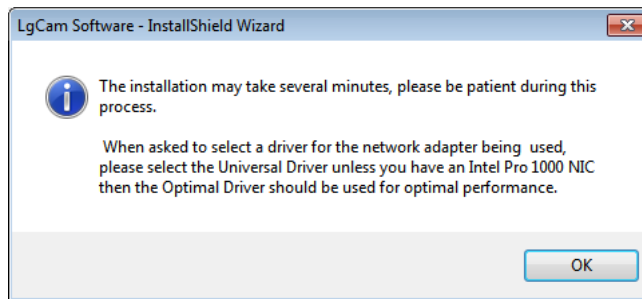 LgCam Software - InstallShield Wizard
The installation may take several minutes, please be patient during this
process.
When asked to select a driver for the network adapter being  used,
please select the Universal Driver unless you have an Intel Pro 1000 NIC
then the Optimal Driver should be used for optimal performance.
OK